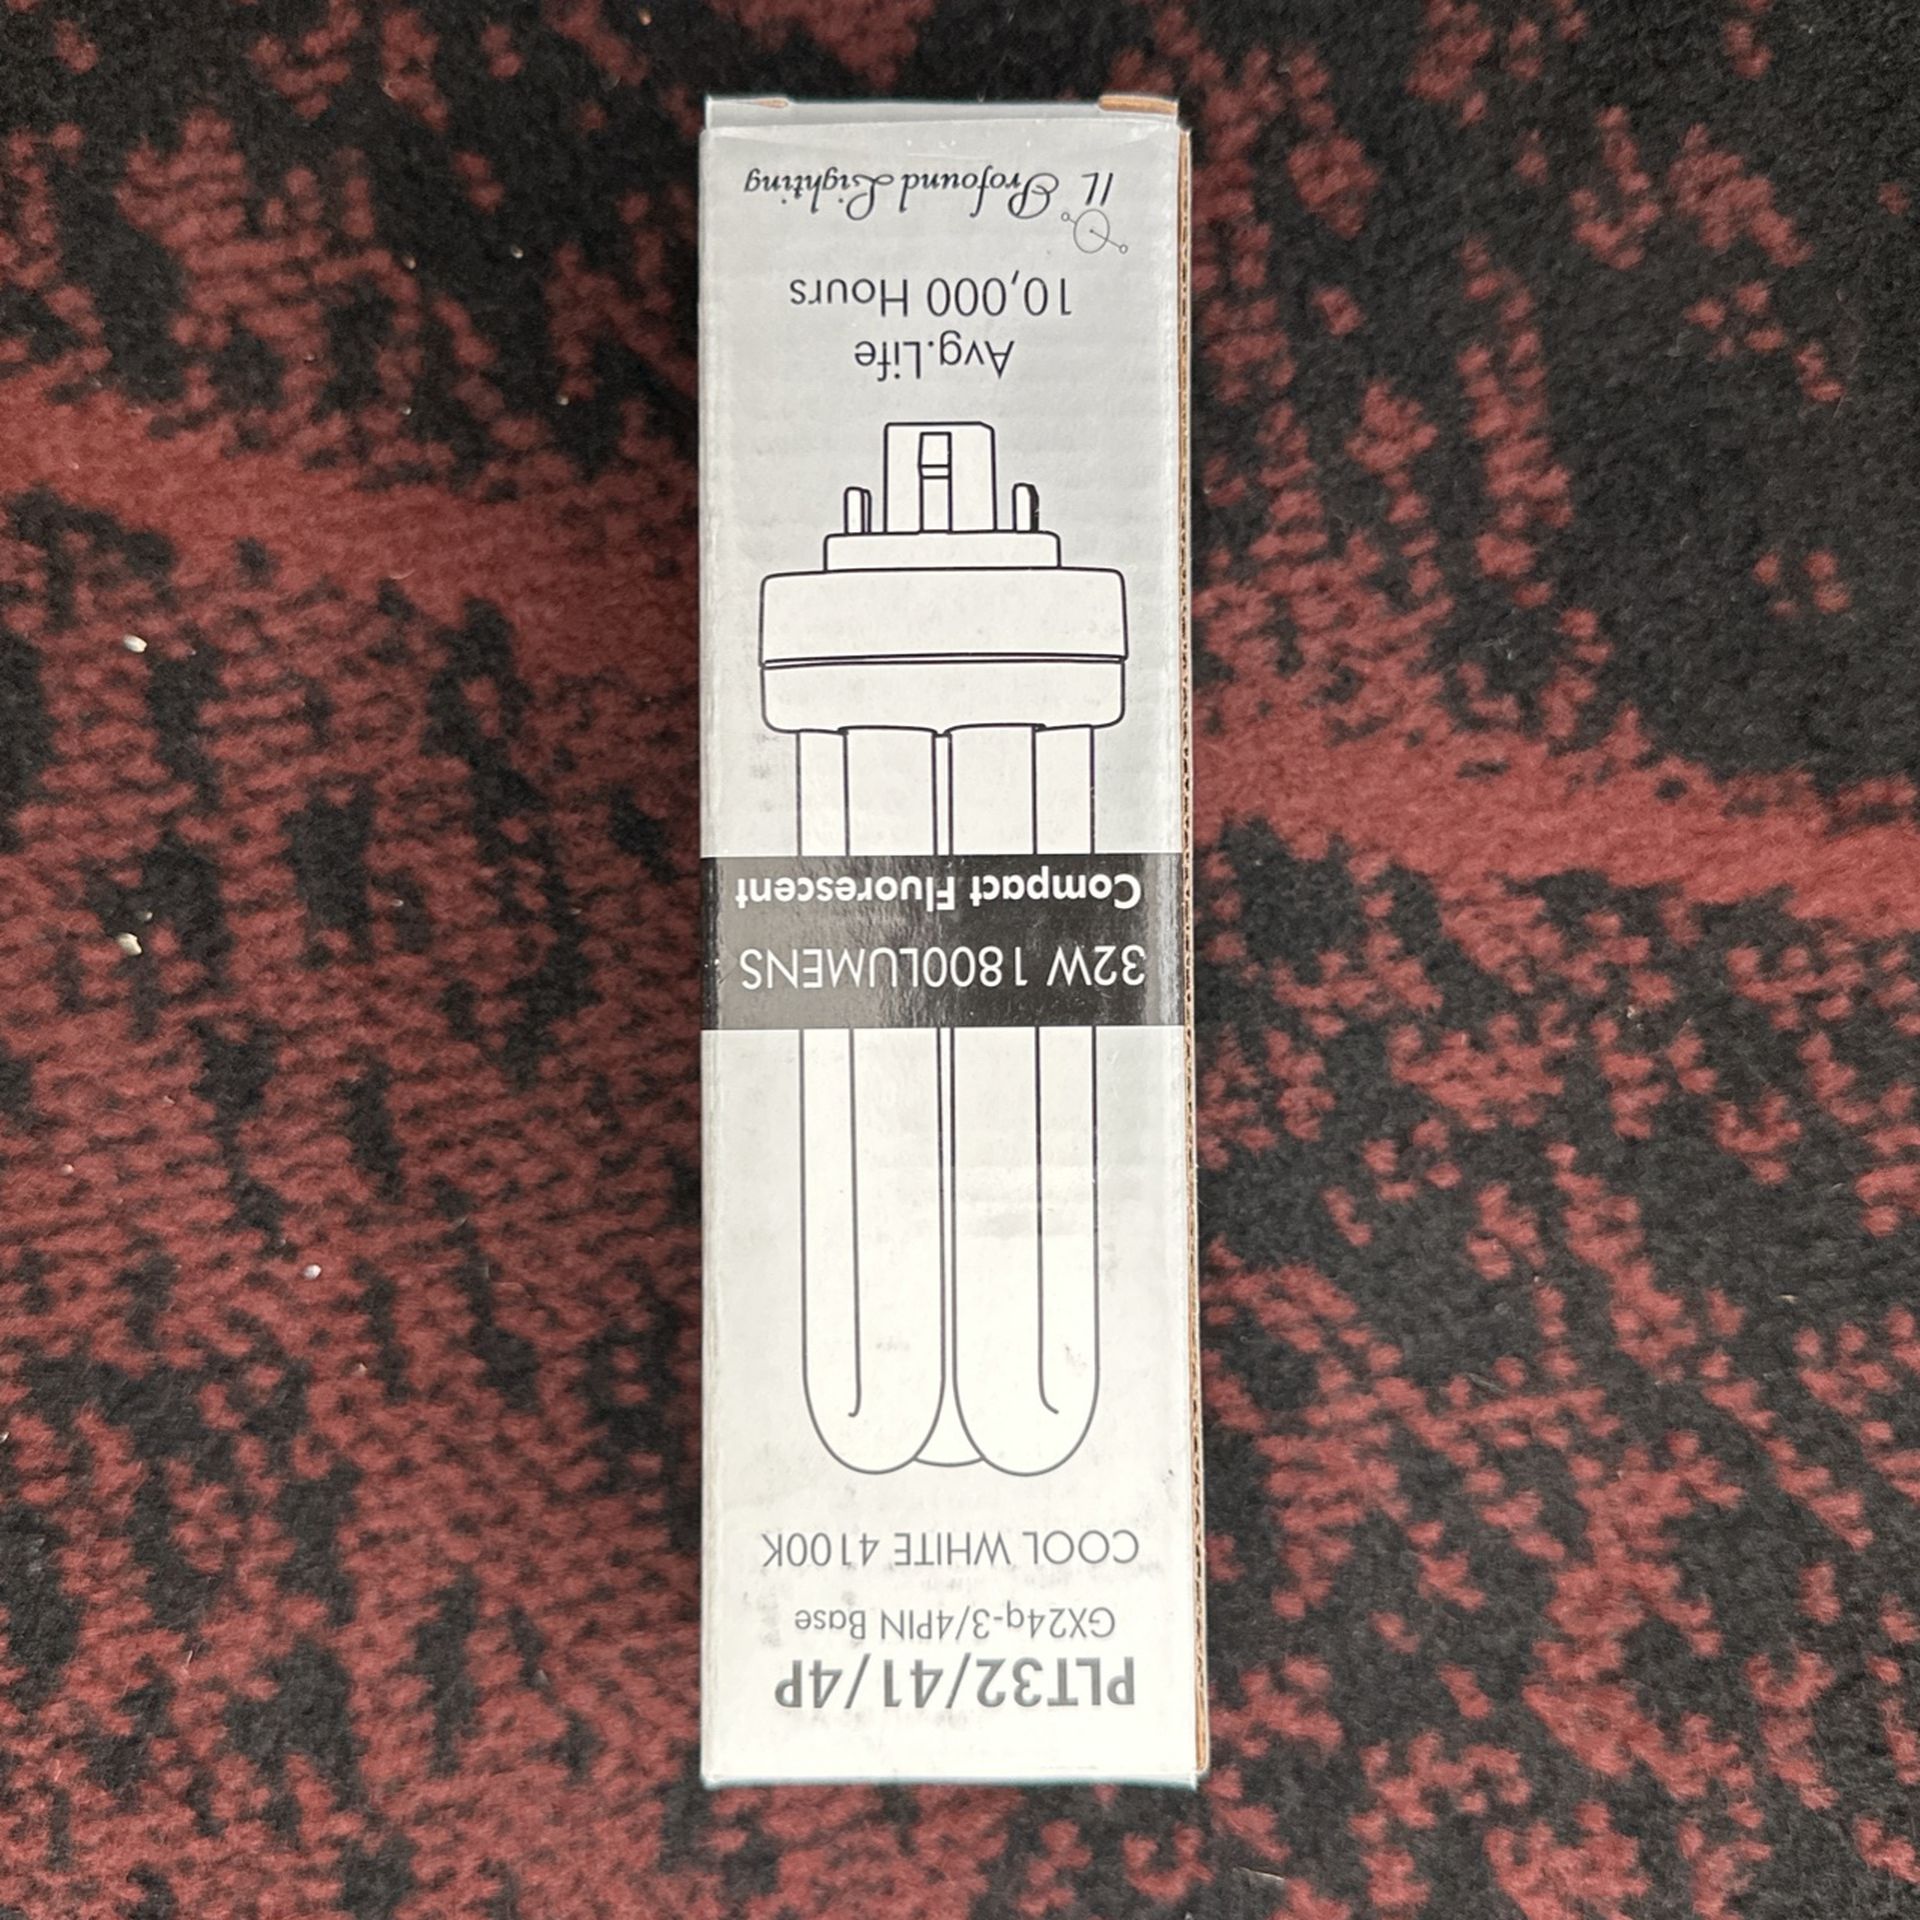 PLT32/41/4P
GX24q-3/4PIN Base
COOL WHITE 4100K
32W 1800LUMENS
Compact Fluorescent
Avg.Life
10,000 Hours
Profound Lighting